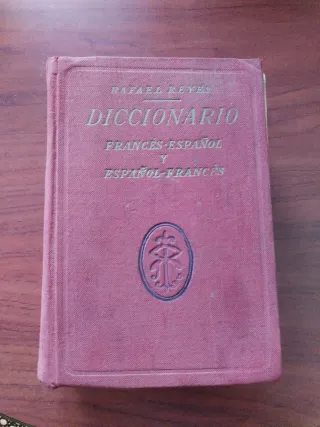 RAFAEL REYES
DICCIONARIO
FRANCÉS-ESPAÑOL
Y
ESPAÑOL-FRANCÉS